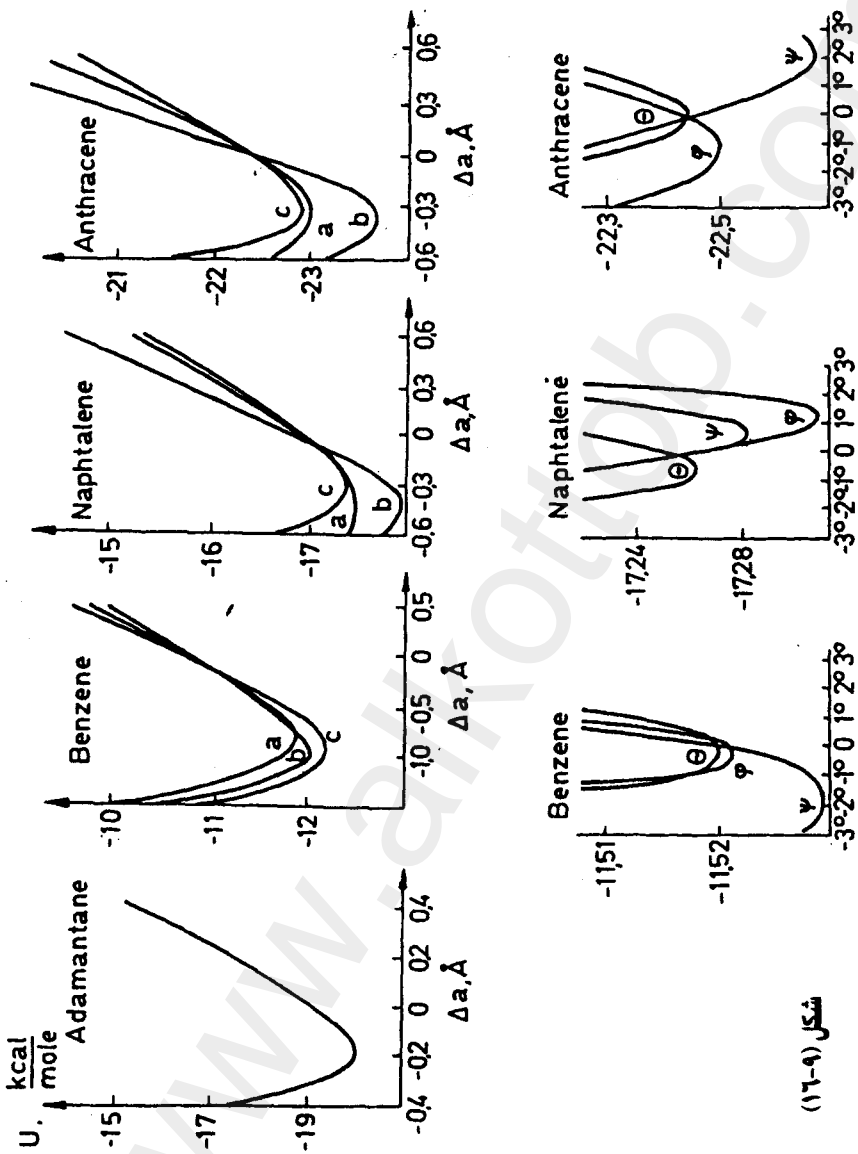 U, kcal/mole
Adamantane
-15
-17
-19
-0,4 -0,2 0 0,2 0,4
Δa, Å
Benzene
-10
-11
-12
a
b
c
-1,0 -0,5 0 0,5
Δa, Å
Naphtalene
-15
-16
-17
c
a
b
-0,6 -0,3 0 0,3 0,6
Δa, Å
Anthracene
-21
-22
-23
c
a
b
-0,6 -0,3 0 0,3 0,6
Δa, Å
Benzene
-11,51
-11,52
Θ
φ
ψ
-3° -2° -1° 0 1° 2° 3°
Naphtalene
-17,24
-17,28
Θ
ψ
φ
-3° -2° -1° 0 1° 2° 3°
Anthracene
-22,3
-22,5
Θ
φ
ψ
-3° -2° -1° 0 1° 2° 3°
شكل (٩-١٦)
www.alkottob.com